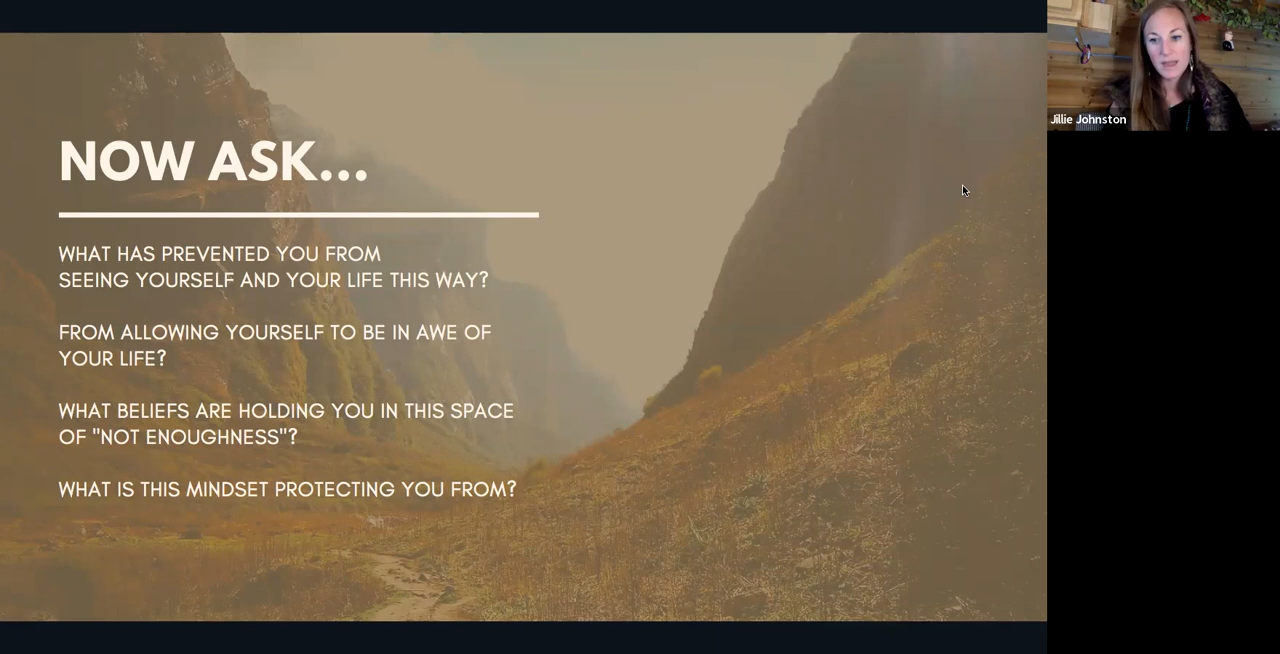 NOW ASK...
WHAT HAS PREVENTED YOU FROM
SEEING YOURSELF AND YOUR LIFE THIS WAY?
FROM ALLOWING YOURSELF TO BE IN AWE OF
YOUR LIFE?
WHAT BELIEFS ARE HOLDING YOU IN THIS SPACE
OF "NOT ENOUGHNESS"?
WHAT IS THIS MINDSET PROTECTING YOU FROM?
Jillie Johnston